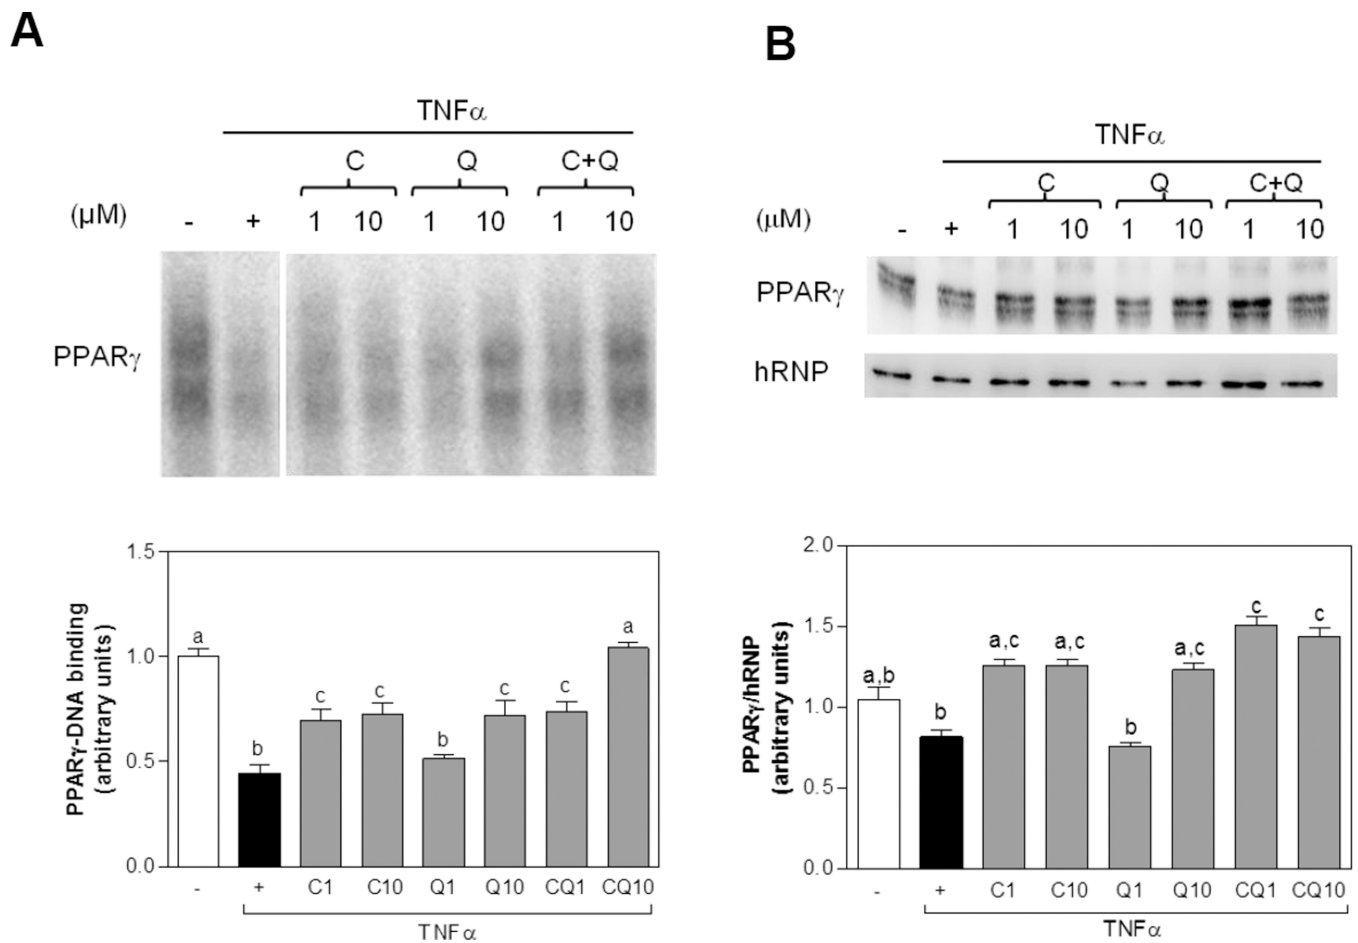 A
TNFα
C Q C+Q
(μM) - + 1 10 1 10 1 10
PPARγ
PPARγ-DNA binding
(arbitrary units)
1.5
1.0
0.5
0.0
a b c c b c c a
- + C1 C10 Q1 Q10 CQ1 CQ10
TNFα
B
TNFα
C Q C+Q
(μM) - + 1 10 1 10 1 10
PPARγ
hRNP
PPARγ/hRNP
(arbitrary units)
2.0
1.5
1.0
0.5
0.0
a,b b a,c a,c b a,c c c
- + C1 C10 Q1 Q10 CQ1 CQ10
TNFα